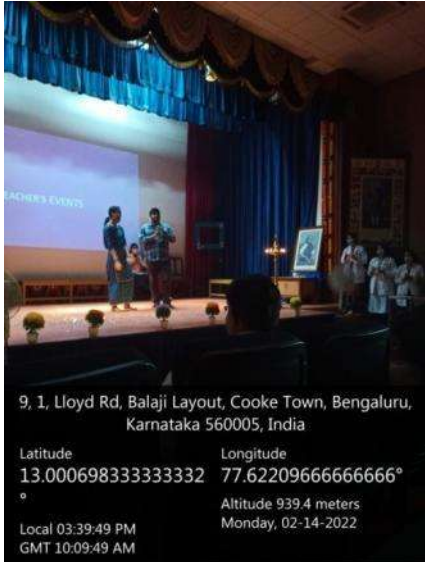 TEACHER'S EVENTS
9, 1, Lloyd Rd, Balaji Layout, Cooke Town, Bengaluru,
Karnataka 560005, India
Latitude
13.000698333333332
°
Longitude
77.62209666666666°
Altitude 939.4 meters
Monday, 02-14-2022
Local 03:39:49 PM
GMT 10:09:49 AM